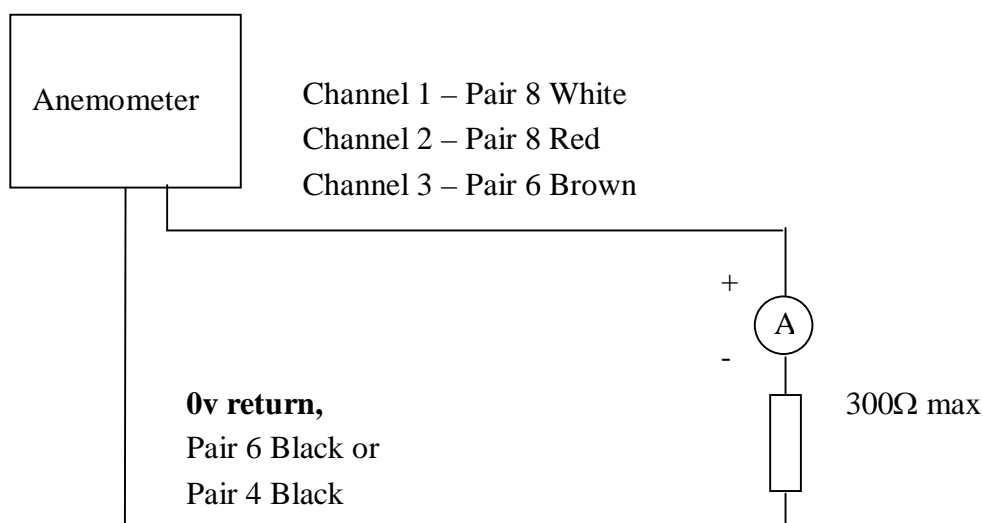 Anemometer
Channel 1 – Pair 8 White
Channel 2 – Pair 8 Red
Channel 3 – Pair 6 Brown
+
A
-
300Ω max
0v return,
Pair 6 Black or
Pair 4 Black